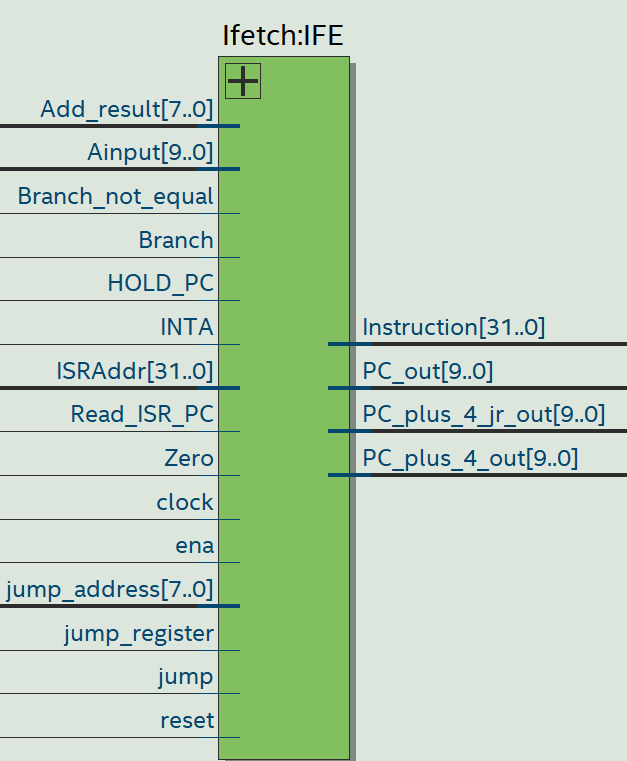 Ifetch:IFE
Add_result[7..0]
Ainput[9..0]
Branch_not_equal
Branch
HOLD_PC
INTA
ISRAddr[31..0]
Read_ISR_PC
Zero
clock
ena
jump_address[7..0]
jump_register
jump
reset
Instruction[31..0]
PC_out[9..0]
PC_plus_4_jr_out[9..0]
PC_plus_4_out[9..0]